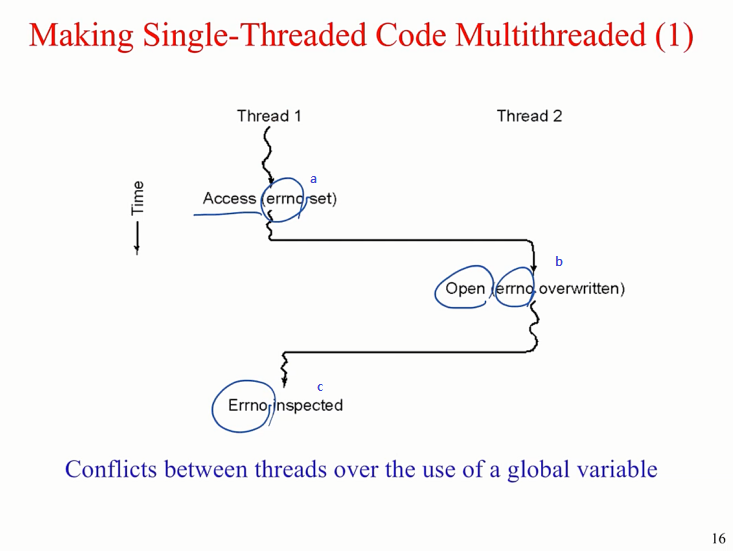 Making Single-Threaded Code Multithreaded (1)
Thread 1 Thread 2
a
Time
Access (errno set)
b
Open (errno overwritten)
c
Errno inspected
Conflicts between threads over the use of a global variable
16